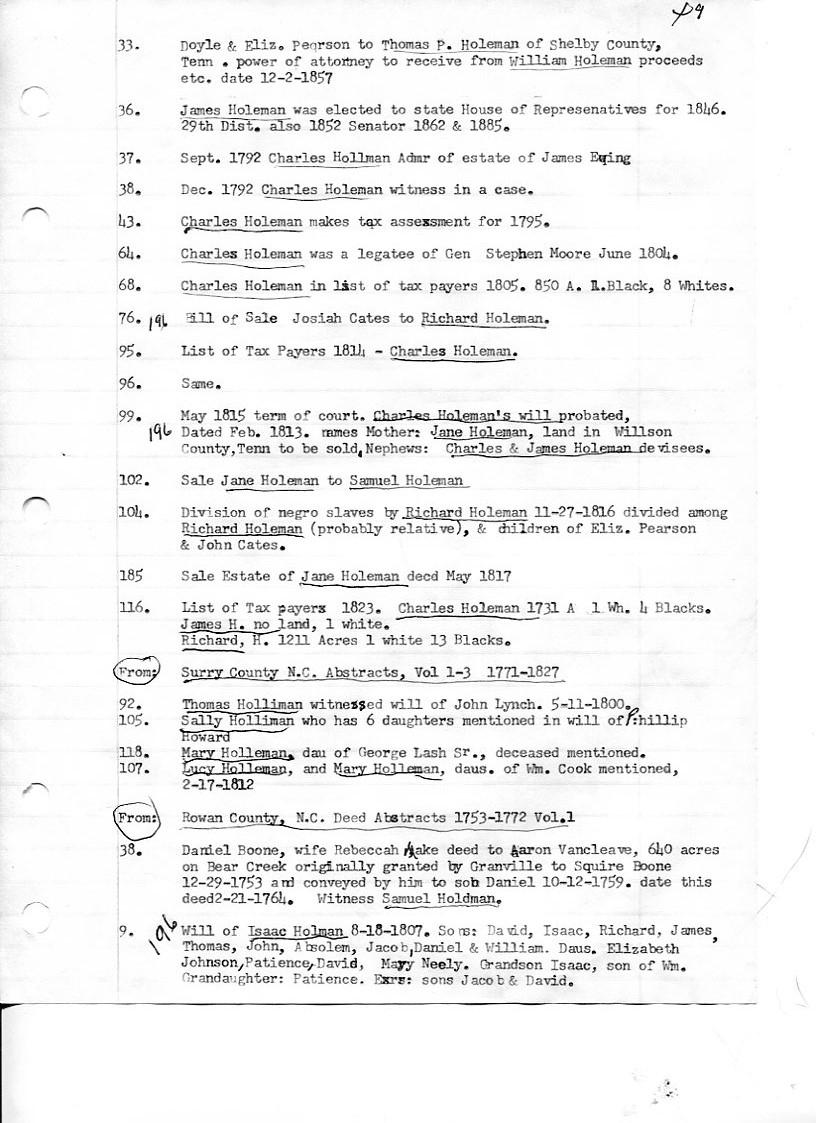 49
33. Doyle & Eliz. Peqrson to Thomas P. Holeman of Shelby County,
Tenn . power of attorney to receive from William Holeman proceeds
etc. date 12-2-1857
36. James Holeman was elected to state House of Represenatives for 1846.
29th Dist. also 1852 Senator 1862 & 1885.
37. Sept. 1792 Charles Hollman Admr of estate of James Eqing
38. Dec. 1792 Charles Holeman witness in a case.
43. Charles Holeman makes tqx assessment for 1795.
64. Charles Holeman was a legatee of Gen Stephen Moore June 1804.
68. Charles Holeman in list of tax payers 1805. 850 A. 1.Black, 8 Whites.
76. 196 Bill of Sale Josiah Cates to Richard Holeman.
95. List of Tax Payers 1814 - Charles Holeman.
96. Same.
99. May 1815 term of court. Charles Holeman's will probated,
196 Dated Feb. 1813. names Mother: Jane Holeman, land in Willson
County,Tenn to be sold, Nephews: Charles & James Holeman devisees.
102. Sale Jane Holeman to Samuel Holeman
104. Division of negro slaves by Richard Holeman 11-27-1816 divided among
Richard Holeman (probably relative), & children of Eliz. Pearson
& John Cates.
185 Sale Estate of Jane Holeman decd May 1817
116. List of Tax payers 1823. Charles Holeman 1731 A 1 Wh. 4 Blacks.
James H. no land, 1 white.
Richard, H. 1211 Acres 1 white 13 Blacks.
From: Surry County N.C. Abstracts, Vol 1-3 1771-1827
92. Thomas Holliman witnessed will of John Lynch. 5-11-1800.
105. Sally Holliman who has 6 daughters mentioned in will of Phillip
Howard
118. Mary Holleman, dau of George Lash Sr., deceased mentioned.
107. Lucy Holleman, and Mary Holleman, daus. of Wm. Cook mentioned,
2-17-1812
From: Rowan County, N.C. Deed Abstracts 1753-1772 Vol.1
38. Daniel Boone, wife Rebeccah Make deed to Aaron Vancleave, 640 acres
on Bear Creek originally granted by Granville to Squire Boone
12-29-1753 and conveyed by him to sob Daniel 10-12-1759. date this
deed2-21-1764. Witness Samuel Holdman.
9. 196 Will of Isaac Holman 8-18-1807. Sons: David, Isaac, Richard, James,
Thomas, John, Absolem, Jacob,Daniel & William. Daus. Elizabeth
Johnson,Patience,David, Mary Neely. Grandson Isaac, son of Wm.
Grandaughter: Patience. Exrs: sons Jacob & David.